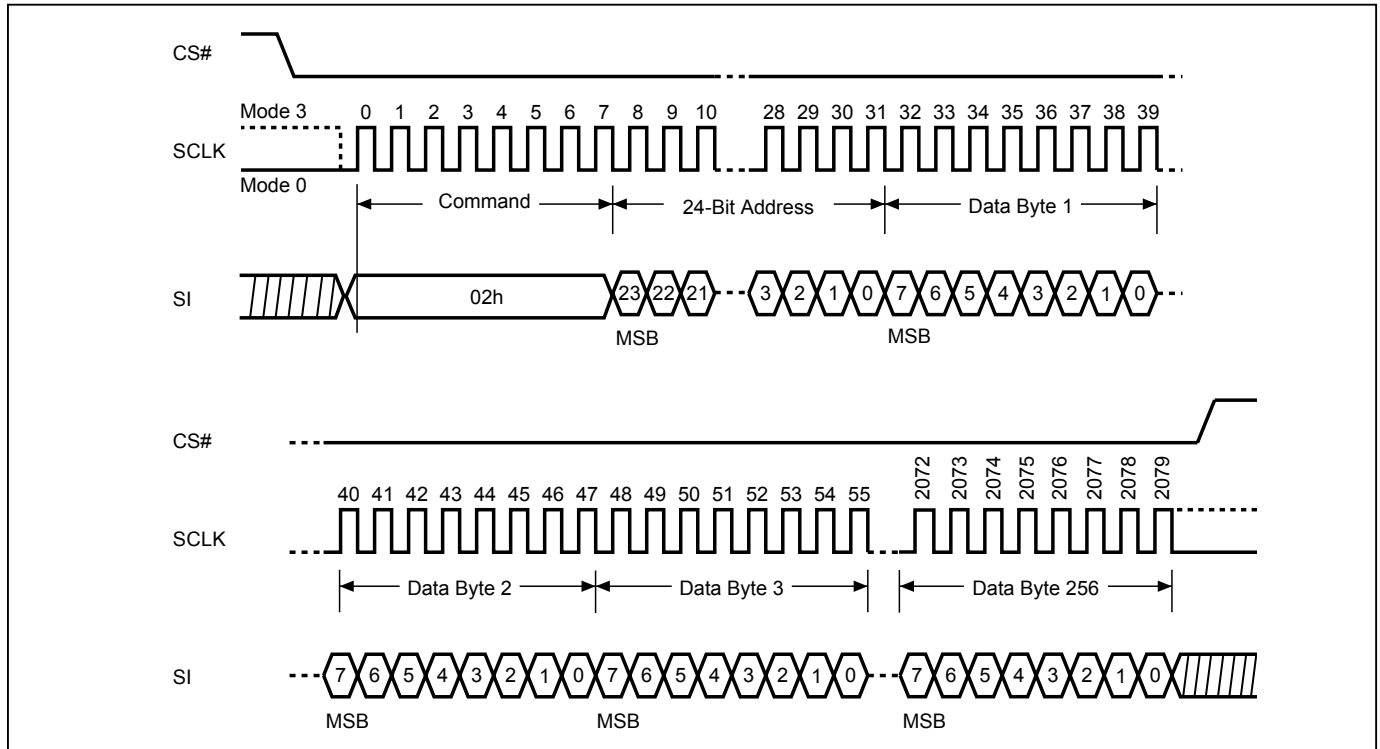 CS#
Mode 3
0 1 2 3 4 5 6 7 8 9 10 28 29 30 31 32 33 34 35 36 37 38 39
SCLK
Mode 0
Command 24-Bit Address Data Byte 1
SI 02h 23 22 21 3 2 1 0 7 6 5 4 3 2 1 0
MSB MSB
CS#
2072 2073 2074 2075 2076 2077 2078 2079
40 41 42 43 44 45 46 47 48 49 50 51 52 53 54 55
SCLK
Data Byte 2 Data Byte 3 Data Byte 256
SI 7 6 5 4 3 2 1 0 7 6 5 4 3 2 1 0 7 6 5 4 3 2 1 0
MSB MSB MSB